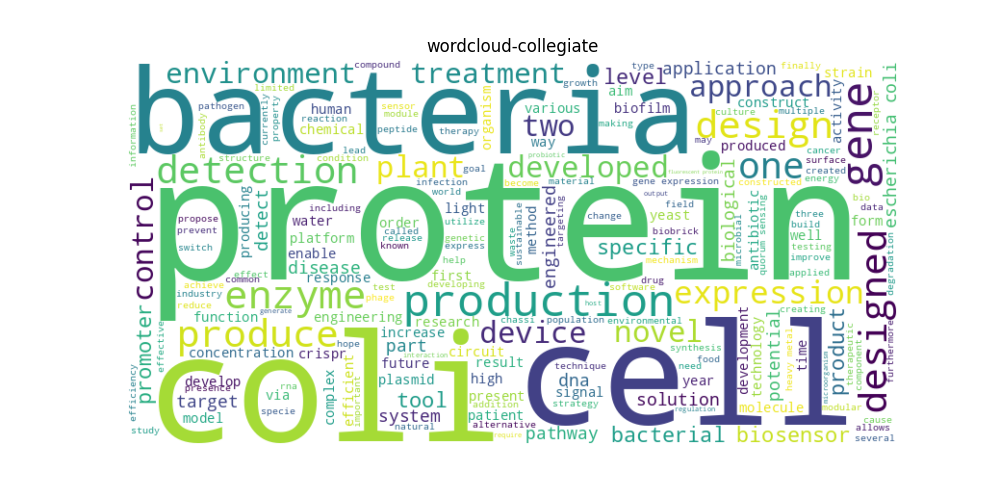 wordcloud-collegiate
bacteria
protein
coli
cell
environment
compound
treatment
growth
type
level
application
finally
strain
limited
aim
approach
pathogen
human
sensor
module
organism
various
biofilm
construct
culture
multiple
activity
receptor
information
antibody
currently
property
reaction
chemical
peptide
therapy
way
making
two
design
produced
may
cancer
surface
created
energy
escherichia coli
gene
lead
structure
condition
probiotic
detection
plant
goal
developed
fluorescent protein
one
constructed
bio
data
form
control
infection
world
become
material
gene expression
output
biological
microbial
antibiotic
quorum sensing
three
build
well
testing
improve
applied
degradation
propose
prevent
switch
producing
detect
including
water
platform
enable
disease
response
order
called
release
known
light
utilize
genetic
express
help
waste
sustainable
method
engineered
targeting
change
field
yeast
biobrick
specific
mechanism
designed
effect
common
first
developing
drug
software
achieve
industry
reduce
enzyme
generate
test
phage
production
host
expression
creating
promoter
effective
function
engineering
research
chassi
population
environmental
produce
hope
increase
part
interaction
device
novel
synthesis
development
technology
potential
time
product
microorganism
therapeutic
component
furthermore
concentration
crispr
circuit
future
result
technique
food
need
year
heavy metal
efficiency
develop
presence
rna
via
complex
efficient
important
plasmid
high
present
dna
signal
strategy
solution
regulation
molecule
modular
cause
allows
several
target
specie
model
tool
system
natural
addition
patient
alternative
require
study
pathway
bacterial
biosensor